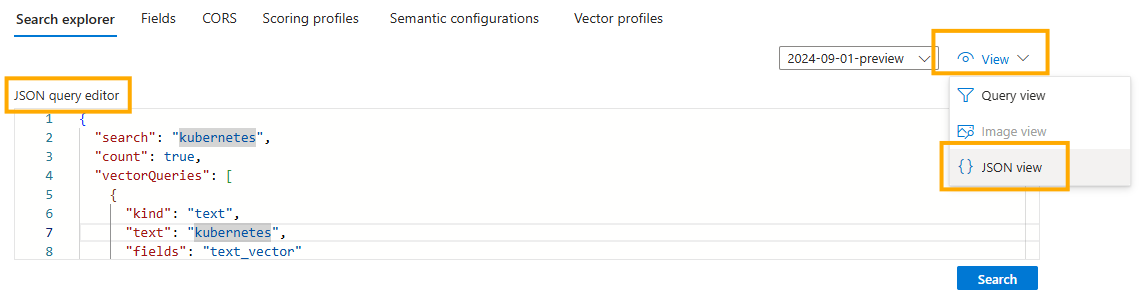 Search explorer Fields CORS Scoring profiles Semantic configurations Vector profiles
2024-09-01-preview View
Query view
Image view
JSON view
JSON query editor
1 {
2 "search": "kubernetes",
3 "count": true,
4 "vectorQueries": [
5 {
6 "kind": "text",
7 "text": "kubernetes",
8 "fields": "text_vector"
Search